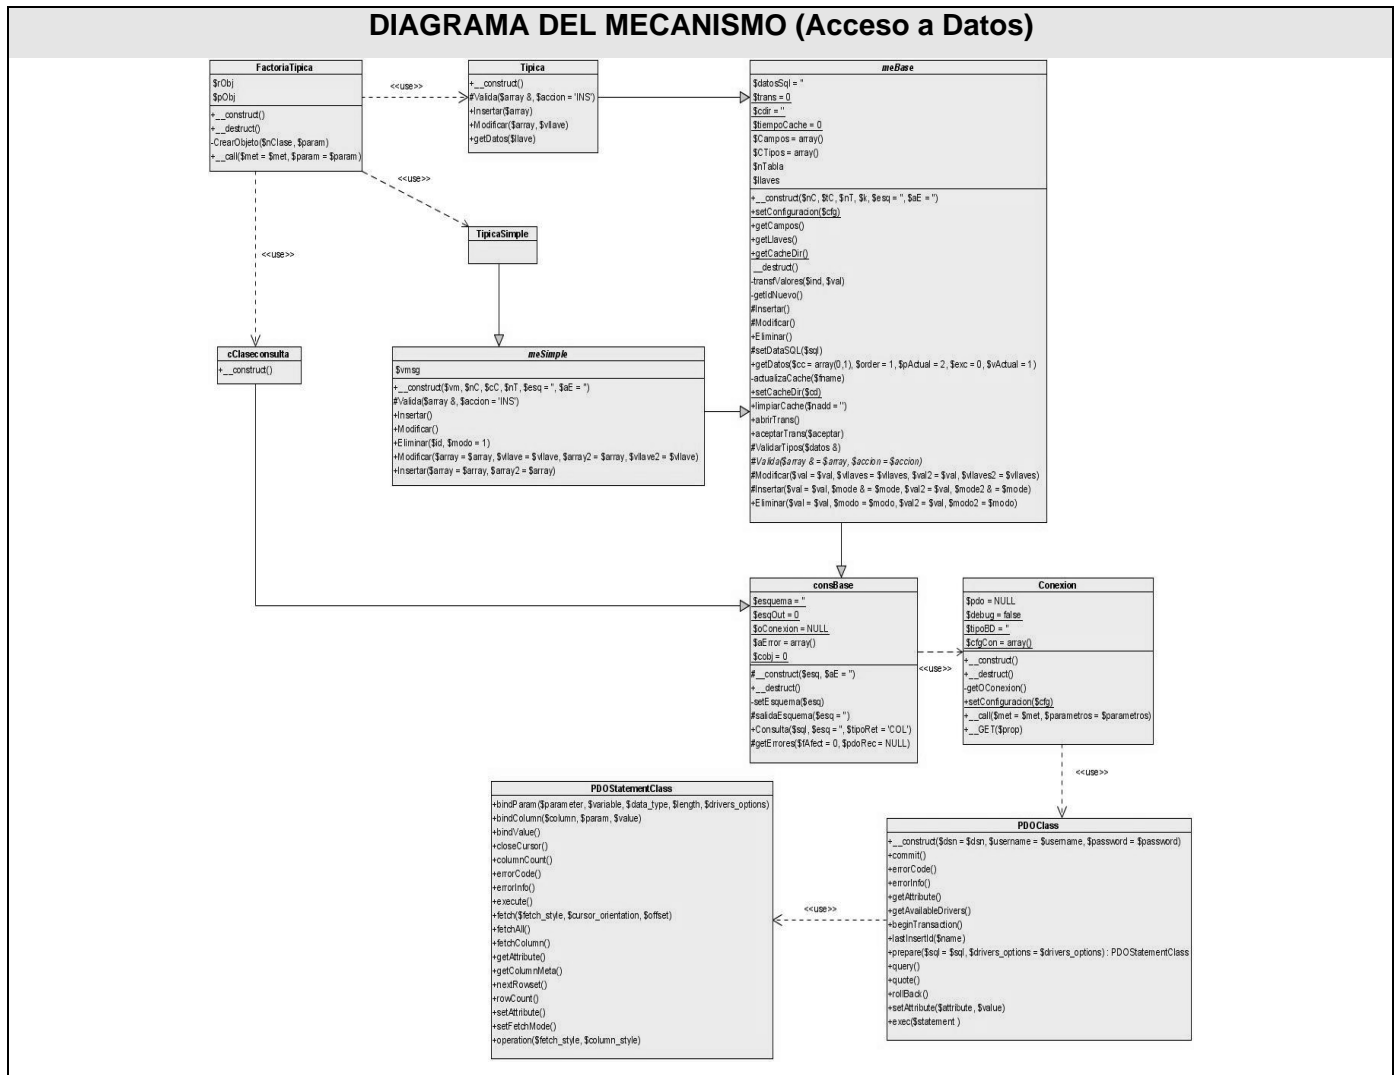 DIAGRAMA DEL MECANISMO (Acceso a Datos)
FactoriaTipica
$rObj
$pObj
+__construct()
+__destruct()
-CrearObjeto($nClase, $param)
+__call($met = $met, $param = $param)
<<use>>
Tipica
+__construct()
#Valida($array &, $accion = 'INS')
+Insertar($array)
+Modificar($array, $vllave)
+getDatos($llave)
<<use>>
<<use>>
TipicaSimple
cClaseconsulta
+__construct()
meSimple
$vmsg
+__construct($vm, $nC, $cC, $nT, $esq = '', $aE = '')
#Valida($array &, $accion = 'INS')
+Insertar()
+Modificar()
+Eliminar($id, $modo = 1)
+Modificar($array = $array, $vllave = $vllave, $array2 = $array, $vllave2 = $vllave)
+Insertar($array = $array, $array2 = $array)
meBase
$datosSql = ''
$trans = 0
$cdir = ''
$tiempoCache = 0
$Campos = array()
$CTipos = array()
$nTabla
$llaves
+__construct($nC, $tC, $nT, $k, $esq = '', $aE = '')
+setConfiguracion($cfg)
+getCampos()
+getLlaves()
+getCacheDir()
__destruct()
-transfValores($ind, $val)
-getIdNuevo()
#Insertar()
#Modificar()
+Eliminar()
#setDataSQL($sql)
+getDatos($cc = array(0,1), $order = 1, $pActual = 2, $exc = 0, $vActual = 1)
-actualizaCache($fname)
+setCacheDir($cd)
+limpiarCache($nadd = '')
+abrirTrans()
+aceptarTrans($aceptar)
#ValidarTipos($datos &)
#Valida($array & = $array, $accion = $accion)
#Modificar($val = $val, $vllaves = $vllaves, $val2 = $val, $vllaves2 = $vllaves)
#Insertar($val = $val, $mode & = $mode, $val2 = $val, $mode2 & = $mode)
+Eliminar($val = $val, $modo = $modo, $val2 = $val, $modo2 = $modo)
consBase
$esquema = ''
$esqOut = 0
$oConexion = NULL
$aError = array()
$cobj = 0
#__construct($esq, $aE = '')
+__destruct()
-setEsquema($esq)
#salidaEsquema($esq = '')
+Consulta($sql, $esq = '', $tipoRet = 'COL')
#getErrores($fAfect = 0, $pdoRec = NULL)
<<use>>
Conexion
$pdo = NULL
$debug = false
$tipoBD = ''
$cfgCon = array()
+__construct()
+__destruct()
-getOConexion()
+setConfiguracion($cfg)
+__call($met = $met, $parametros = $parametros)
+__GET($prop)
<<use>>
PDOStatementClass
+bindParam($parameter, $variable, $data_type, $length, $drivers_options)
+bindColumn($column, $param, $value)
+bindValue()
+closeCursor()
+columnCount()
+errorCode()
+errorInfo()
+execute()
+fetch($fetch_style, $cursor_orientation, $offset)
+fetchAll()
+fetchColumn()
+getAttribute()
+getColumnMeta()
+nextRowset()
+rowCount()
+setAttribute()
+setFetchMode()
+operation($fetch_style, $column_style)
<<use>>
PDOClass
+__construct($dsn = $dsn, $username = $username, $password = $password)
+commit()
+errorCode()
+errorInfo()
+getAttribute()
+getAvailableDrivers()
+beginTransaction()
+lastInsertId($name)
+prepare($sql = $sql, $drivers_options = $drivers_options) : PDOStatementClass
+query()
+quote()
+rollBack()
+setAttribute($attribute, $value)
+exec($statement )